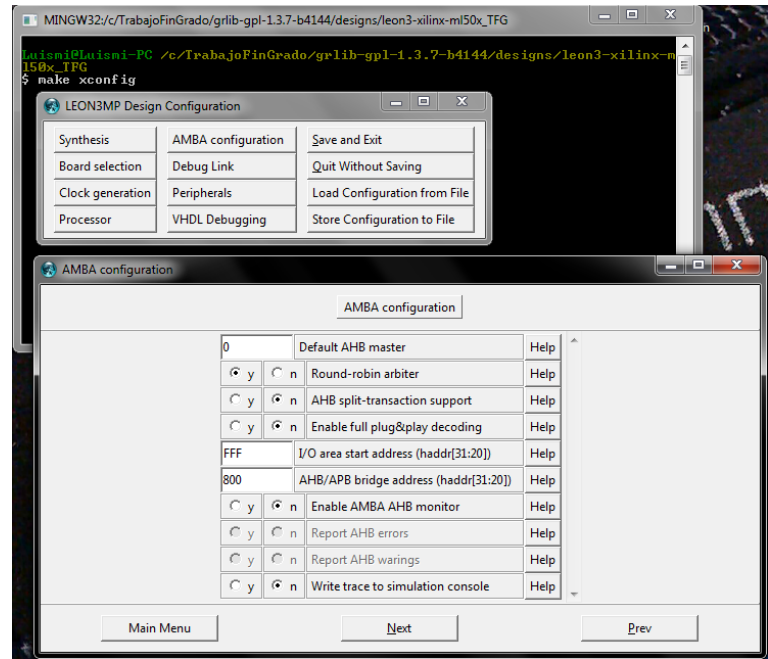 MINGW32:/c/TrabajoFinGrado/grlib-gpl-1.3.7-b4144/designs/leon3-xilinx-ml50x_TFG
Luismi@Luismi-PC /c/TrabajoFinGrado/grlib-gpl-1.3.7-b4144/designs/leon3-xilinx-m
l50x_TFG
$ make xconfig
LEON3MP Design Configuration
Synthesis AMBA configuration Save and Exit
Board selection Debug Link Quit Without Saving
Clock generation Peripherals Load Configuration from File
Processor VHDL Debugging Store Configuration to File
AMBA configuration
AMBA configuration
0 Default AHB master Help
y n Round-robin arbiter Help
y n AHB split-transaction support Help
y n Enable full plug&play decoding Help
FFF I/O area start address (haddr[31:20]) Help
800 AHB/APB bridge address (haddr[31:20]) Help
y n Enable AMBA AHB monitor Help
y n Report AHB errors Help
y n Report AHB warings Help
y n Write trace to simulation console Help
Main Menu Next Prev